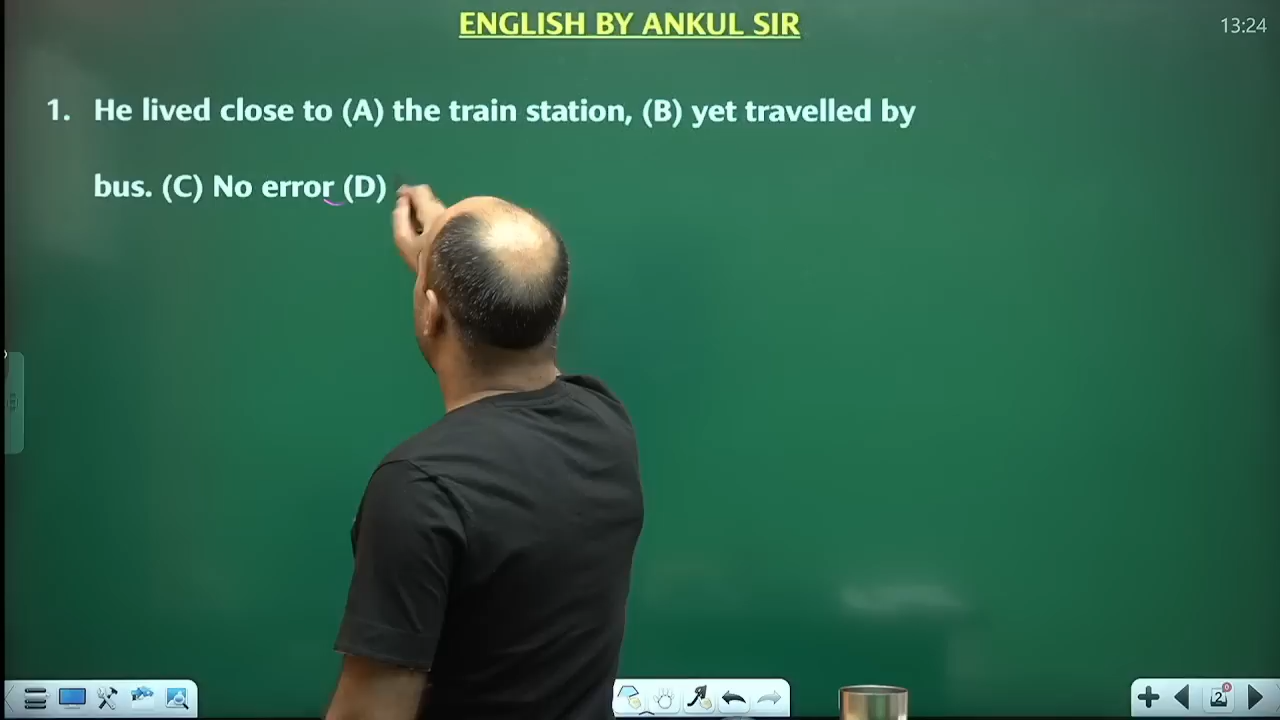 ENGLISH BY ANKUL SIR
13:24
1. He lived close to (A) the train station, (B) yet travelled by
bus. (C) No error (D)
2